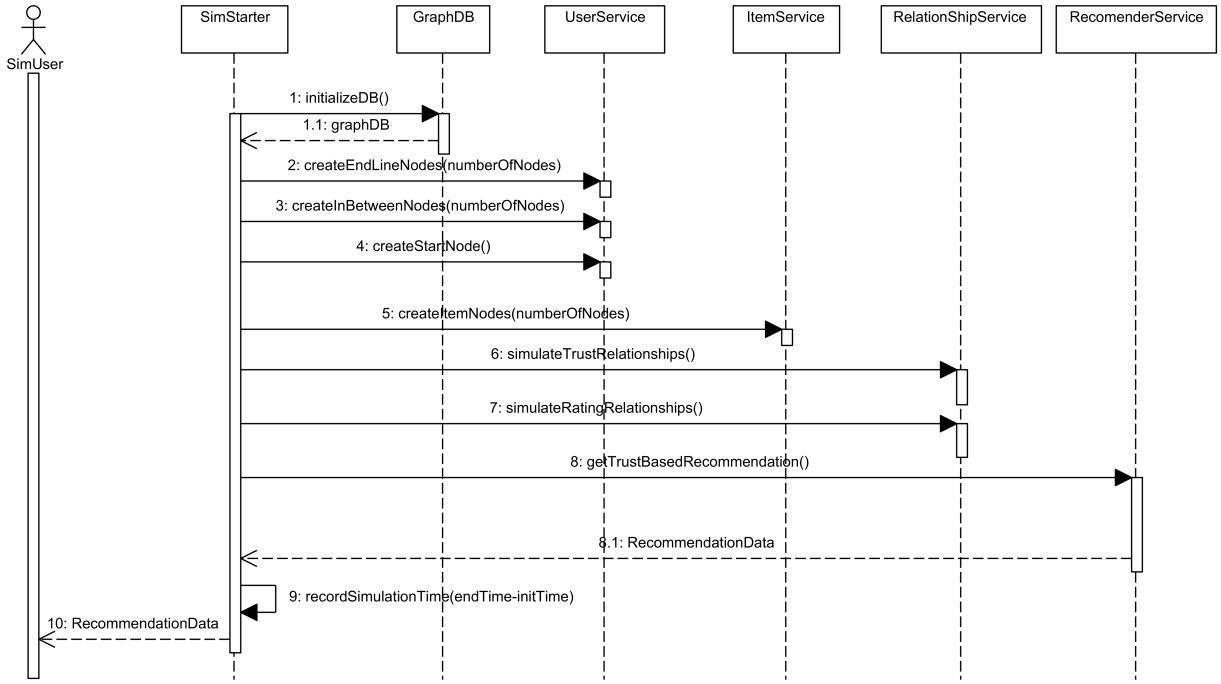 SimStarter
GraphDB
UserService
ItemService
RelationShipService
RecomenderService
SimUser
1: initializeDB()
1.1: graphDB
2: createEndLineNodes(numberOfNodes)
3: createInBetweenNodes(numberOfNodes)
4: createStartNode()
5: createItemNodes(numberOfNodes)
6: simulateTrustRelationships()
7: simulateRatingRelationships()
8: getTrustBasedRecommendation()
8.1: RecommendationData
9: recordSimulationTime(endTime-initTime)
10: RecommendationData